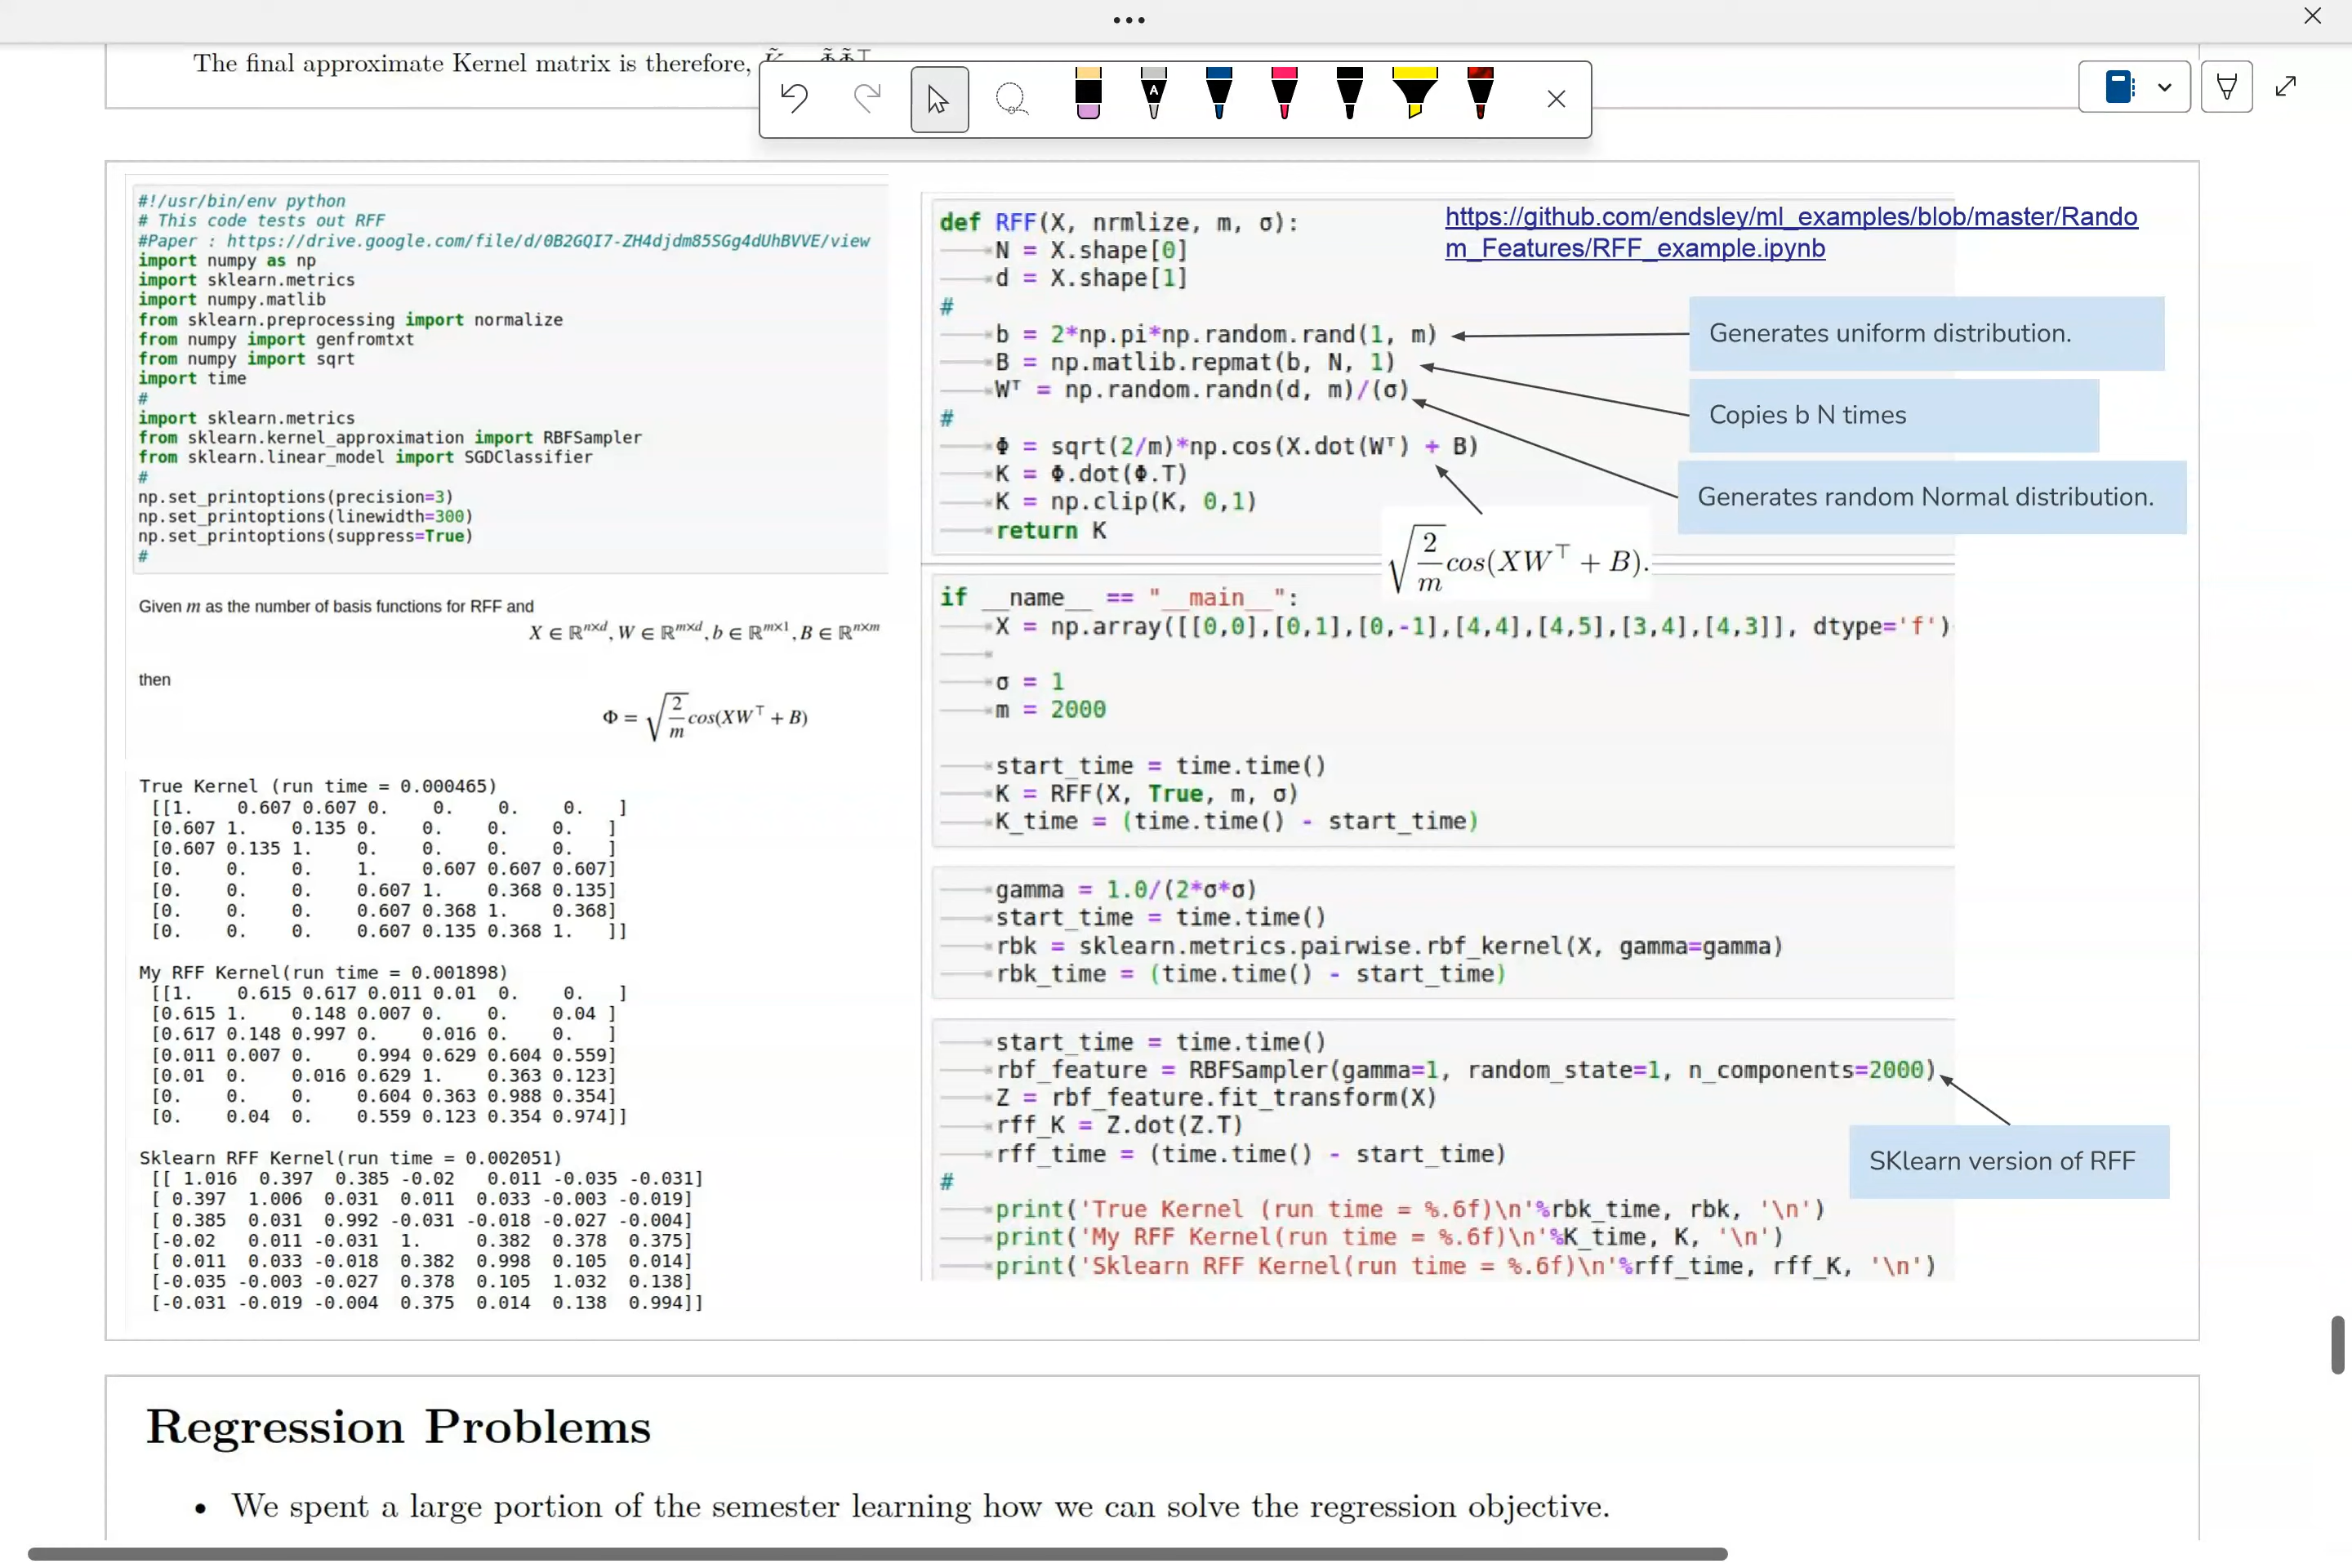 The final approximate Kernel matrix is therefore,
#!/usr/bin/env python
# This code tests out RFF
#Paper : https://drive.google.com/file/d/0B2GQI7-ZH4djdm85SGg4dUhBVVE/view
import numpy as np
import sklearn.metrics
import numpy.matlib
from sklearn.preprocessing import normalize
from numpy import genfromtxt
from numpy import sqrt
import time
#
import sklearn.metrics
from sklearn.kernel_approximation import RBFSampler
from sklearn.linear_model import SGDClassifier
#
np.set_printoptions(precision=3)
np.set_printoptions(linewidth=300)
np.set_printoptions(suppress=True)
#
Given m as the number of basis functions for RFF and
X ∈ ℝⁿˣᵈ, W ∈ ℝᵐˣᵈ, b ∈ ℝᵐˣ¹, B ∈ ℝⁿˣᵐ
then
Φ = √(2/m) cos(XW⊤ + B)
True Kernel (run time = 0.000465)
[[1. 0.607 0.607 0. 0. 0. 0. ]
[0.607 1. 0.135 0. 0. 0. 0. ]
[0.607 0.135 1. 0. 0. 0. 0. ]
[0. 0. 0. 1. 0.607 0.607 0.607]
[0. 0. 0. 0.607 1. 0.368 0.135]
[0. 0. 0. 0.607 0.368 1. 0.368]
[0. 0. 0. 0.607 0.135 0.368 1. ]]
My RFF Kernel(run time = 0.001898)
[[1. 0.615 0.617 0.011 0.01 0. 0. ]
[0.615 1. 0.148 0.007 0. 0. 0.04 ]
[0.617 0.148 0.997 0. 0.016 0. 0. ]
[0.011 0.007 0. 0.994 0.629 0.604 0.559]
[0.01 0. 0.016 0.629 1. 0.363 0.123]
[0. 0. 0. 0.604 0.363 0.988 0.354]
[0. 0.04 0. 0.559 0.123 0.354 0.974]]
Sklearn RFF Kernel(run time = 0.002051)
[[ 1.016 0.397 0.385 -0.02 0.011 -0.035 -0.031]
[ 0.397 1.006 0.031 0.011 0.033 -0.003 -0.019]
[ 0.385 0.031 0.992 -0.031 -0.018 -0.027 -0.004]
[-0.02 0.011 -0.031 1. 0.382 0.378 0.375]
[ 0.011 0.033 -0.018 0.382 0.998 0.105 0.014]
[-0.035 -0.003 -0.027 0.378 0.105 1.032 0.138]
[-0.031 -0.019 -0.004 0.375 0.014 0.138 0.994]]
def RFF(X, nrmlize, m, σ):
N = X.shape[0]
d = X.shape[1]
#
b = 2*np.pi*np.random.rand(1, m)
B = np.matlib.repmat(b, N, 1)
Wᵀ = np.random.randn(d, m)/(σ)
#
Φ = sqrt(2/m)*np.cos(X.dot(Wᵀ) + B)
K = Φ.dot(Φ.T)
K = np.clip(K, 0,1)
return K
https://github.com/endsley/ml_examples/blob/master/Rando
m_Features/RFF_example.ipynb
Generates uniform distribution.
Copies b N times
Generates random Normal distribution.
√(2/m) cos(XW⊤ + B).
if __name__ == "__main__":
X = np.array([[0,0],[0,1],[0,-1],[4,4],[4,5],[3,4],[4,3]], dtype='f')
σ = 1
m = 2000
start_time = time.time()
K = RFF(X, True, m, σ)
K_time = (time.time() - start_time)
gamma = 1.0/(2*σ*σ)
start_time = time.time()
rbk = sklearn.metrics.pairwise.rbf_kernel(X, gamma=gamma)
rbk_time = (time.time() - start_time)
start_time = time.time()
rbf_feature = RBFSampler(gamma=1, random_state=1, n_components=2000)
Z = rbf_feature.fit_transform(X)
rff_K = Z.dot(Z.T)
rff_time = (time.time() - start_time)
#
print('True Kernel (run time = %.6f)\n'%rbk_time, rbk, '\n')
print('My RFF Kernel(run time = %.6f)\n'%K_time, K, '\n')
print('Sklearn RFF Kernel(run time = %.6f)\n'%rff_time, rff_K, '\n')
SKlearn version of RFF
Regression Problems
• We spent a large portion of the semester learning how we can solve the regression objective.